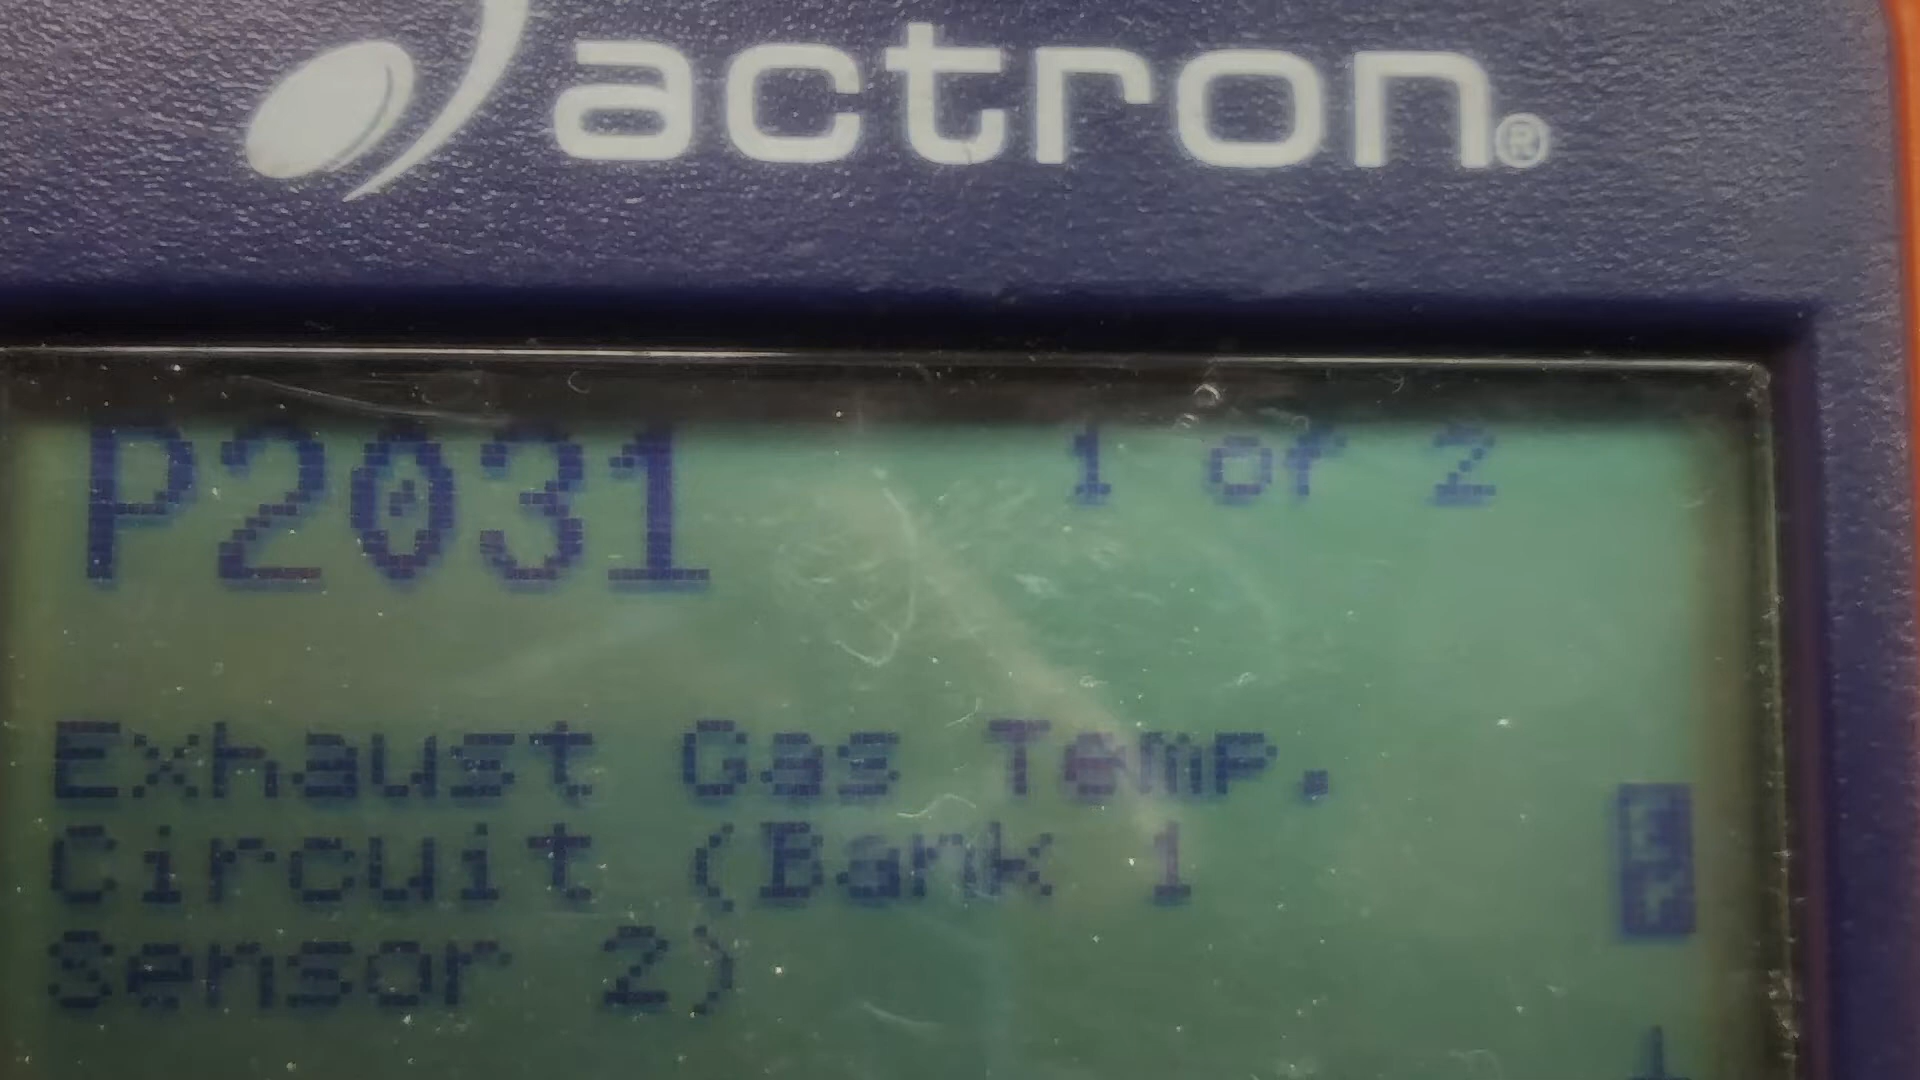 actron®
P2031 1 of 2
Exhaust Gas Temp.
Circuit (Bank 1
Sensor 2)